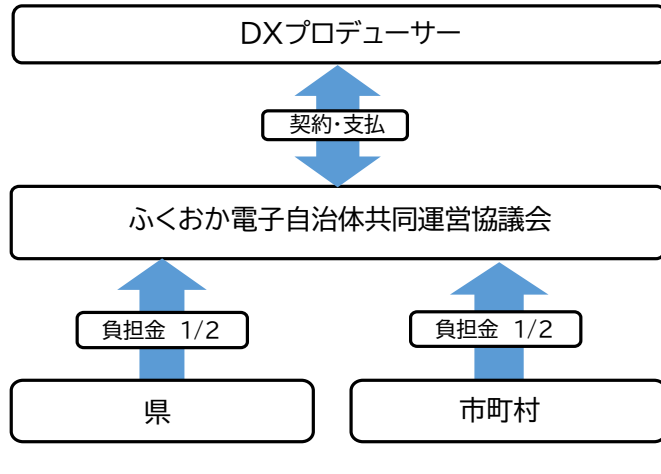 DXプロデューサー
契約・支払
ふくおか電子自治体共同運営協議会
負担金 1/2
負担金 1/2
県
市町村